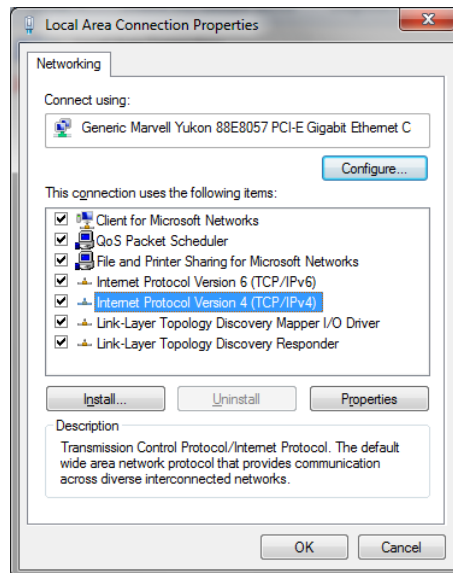 Local Area Connection Properties
Networking
Connect using:
Generic Marvell Yukon 88E8057 PCI-E Gigabit Ethernet C
Configure...
This connection uses the following items:
Client for Microsoft Networks
QoS Packet Scheduler
File and Printer Sharing for Microsoft Networks
Internet Protocol Version 6 (TCP/IPv6)
Internet Protocol Version 4 (TCP/IPv4)
Link-Layer Topology Discovery Mapper I/O Driver
Link-Layer Topology Discovery Responder
Install... Uninstall Properties
Description
Transmission Control Protocol/Internet Protocol. The default
wide area network protocol that provides communication
across diverse interconnected networks.
OK Cancel